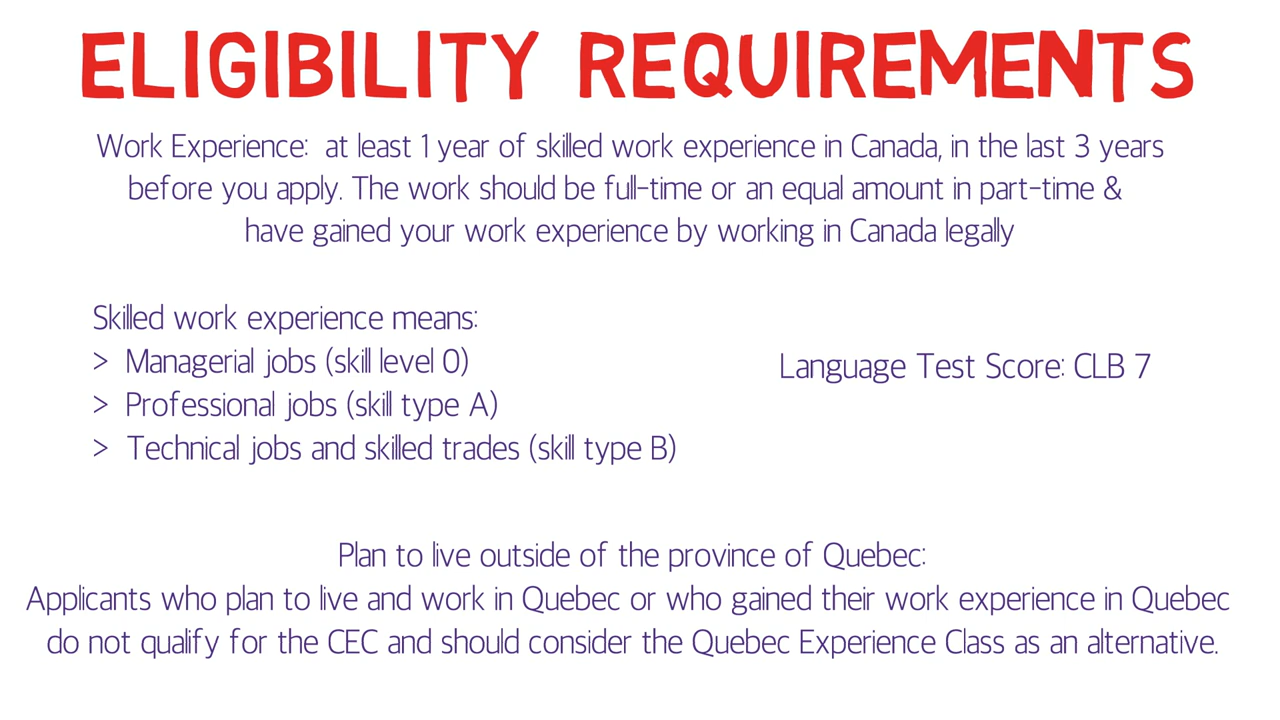 ELIGIBILITY REQUIREMENTS
Work Experience: at least 1 year of skilled work experience in Canada, in the last 3 years
before you apply. The work should be full-time or an equal amount in part-time &
have gained your work experience by working in Canada legally
Skilled work experience means:
> Managerial jobs (skill level 0)
> Professional jobs (skill type A)
> Technical jobs and skilled trades (skill type B)
Language Test Score: CLB 7
Plan to live outside of the province of Quebec:
Applicants who plan to live and work in Quebec or who gained their work experience in Quebec
do not qualify for the CEC and should consider the Quebec Experience Class as an alternative.